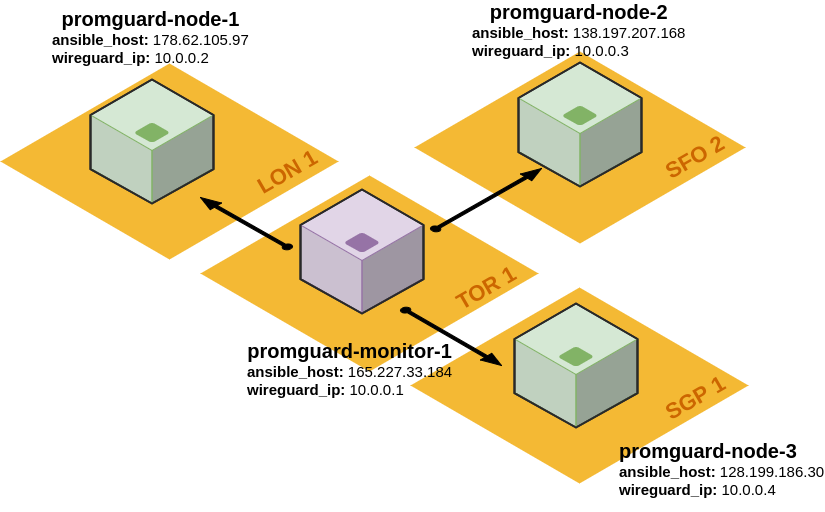 promguard-node-1
ansible_host: 178.62.105.97
wireguard_ip: 10.0.0.2
promguard-node-2
ansible_host: 138.197.207.168
wireguard_ip: 10.0.0.3
LON 1
SFO 2
TOR 1
promguard-monitor-1
ansible_host: 165.227.33.184
wireguard_ip: 10.0.0.1
SGP 1
promguard-node-3
ansible_host: 128.199.186.30
wireguard_ip: 10.0.0.4